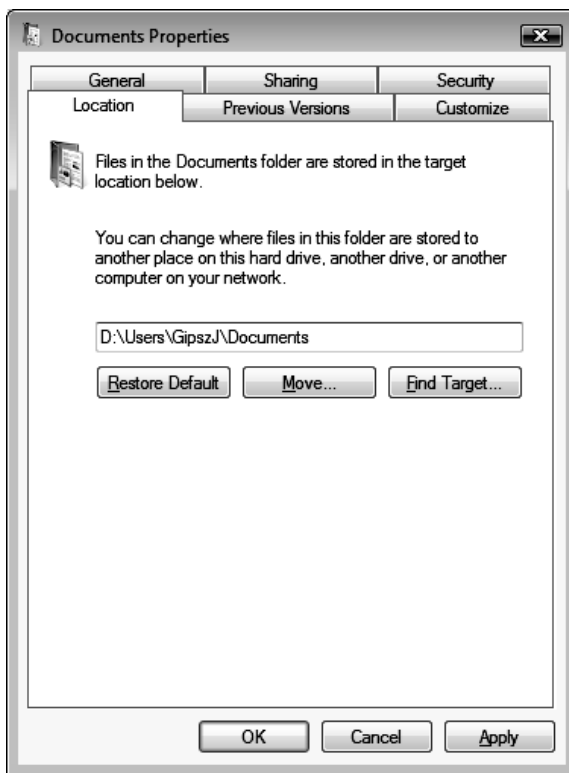 Documents Properties
General Sharing Security
Location Previous Versions Customize
Files in the Documents folder are stored in the target
location below.
You can change where files in this folder are stored to
another place on this hard drive, another drive, or another
computer on your network.
D:\Users\GipszJ\Documents
Restore Default Move... Find Target...
OK Cancel Apply